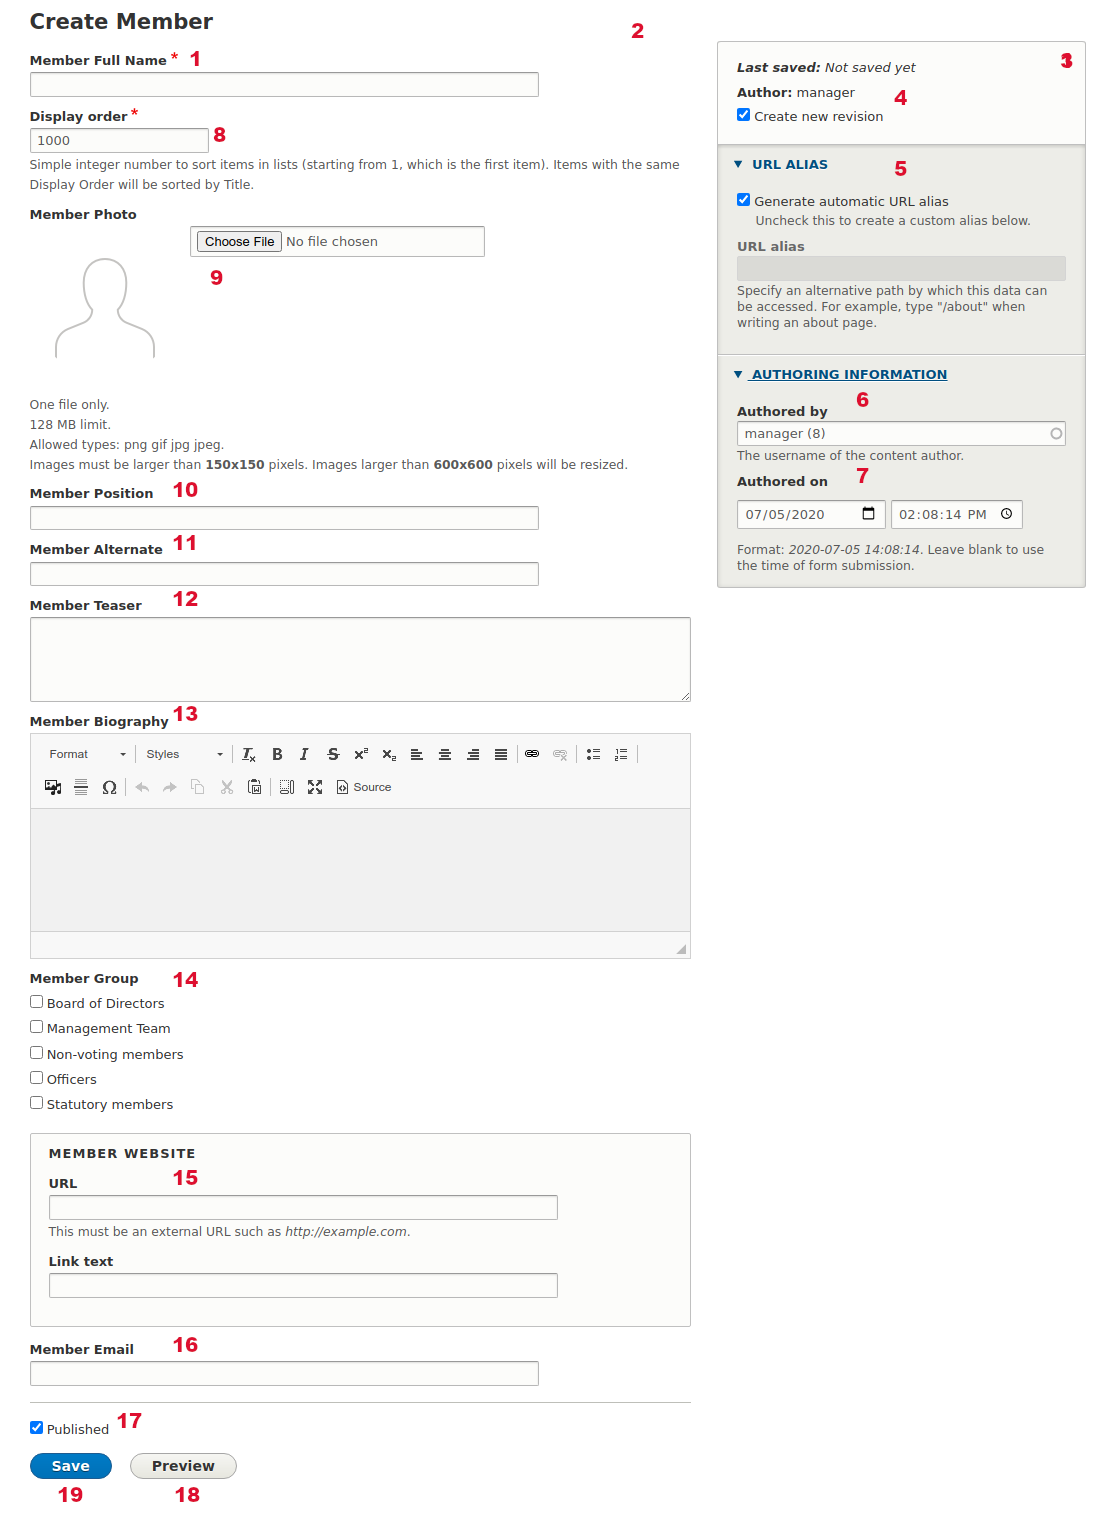 Create Member
2
Member Full Name * 1
Display order *
1000 8
Simple integer number to sort items in lists (starting from 1, which is the first item). Items with the same
Display Order will be sorted by Title.
Member Photo
Choose File No file chosen
9
One file only.
128 MB limit.
Allowed types: png gif jpg jpeg.
Images must be larger than 150x150 pixels. Images larger than 600x600 pixels will be resized.
Member Position 10
Member Alternate 11
Member Teaser 12
Member Biography 13
Format Styles
Source
Member Group 14
Board of Directors
Management Team
Non-voting members
Officers
Statutory members
MEMBER WEBSITE
URL 15
This must be an external URL such as http://example.com.
Link text
Member Email 16
Published 17
Save Preview
19 18
Last saved: Not saved yet
Author: manager 4
Create new revision
URL ALIAS 5
Generate automatic URL alias
Uncheck this to create a custom alias below.
URL alias
Specify an alternative path by which this data can
be accessed. For example, type "/about" when
writing an about page.
AUTHORING INFORMATION
6
Authored by
manager (8)
The username of the content author.
Authored on 7
07/05/2020 02:08:14 PM
Format: 2020-07-05 14:08:14. Leave blank to use
the time of form submission.